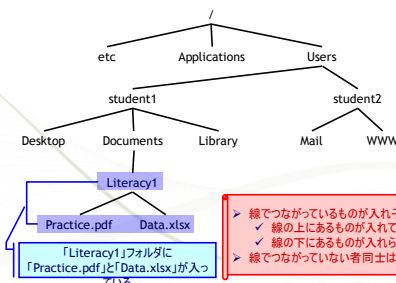 /
etc Applications Users
student1 student2
Desktop Documents Library Mail WWW
Literacy1
Practice.pdf Data.xlsx
「Literacy1」フォルダに
「Practice.pdf」と「Data.xlsx」が入っ
ている
➢ 線でつながっているものが入れ子
✓ 線の上にあるものが入れて
✓ 線の下にあるものが入れら
➢ 線でつながっていない者同士は